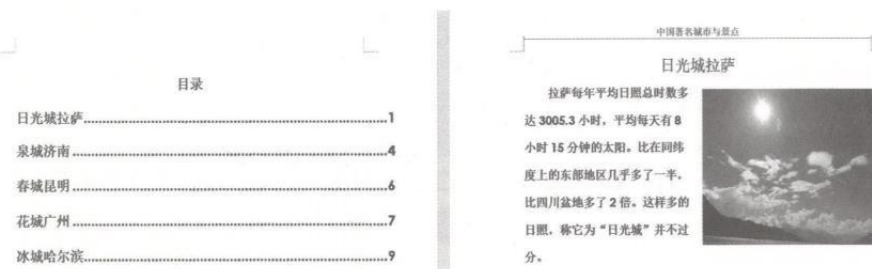 目录
日光城拉萨........................1
泉城济南........................4
春城昆明........................6
花城广州........................7
冰城哈尔滨........................9
中国著名城市与景点
日光城拉萨
拉萨每年平均日照总时数多
达 3005.3 小时，平均每天有 8
小时 15 分钟的太阳。比在同纬
度上的东部地区几乎多了一半，
比四川盆地多了 2 倍。这样多的
日照，称它为“日光城”并不过
分。